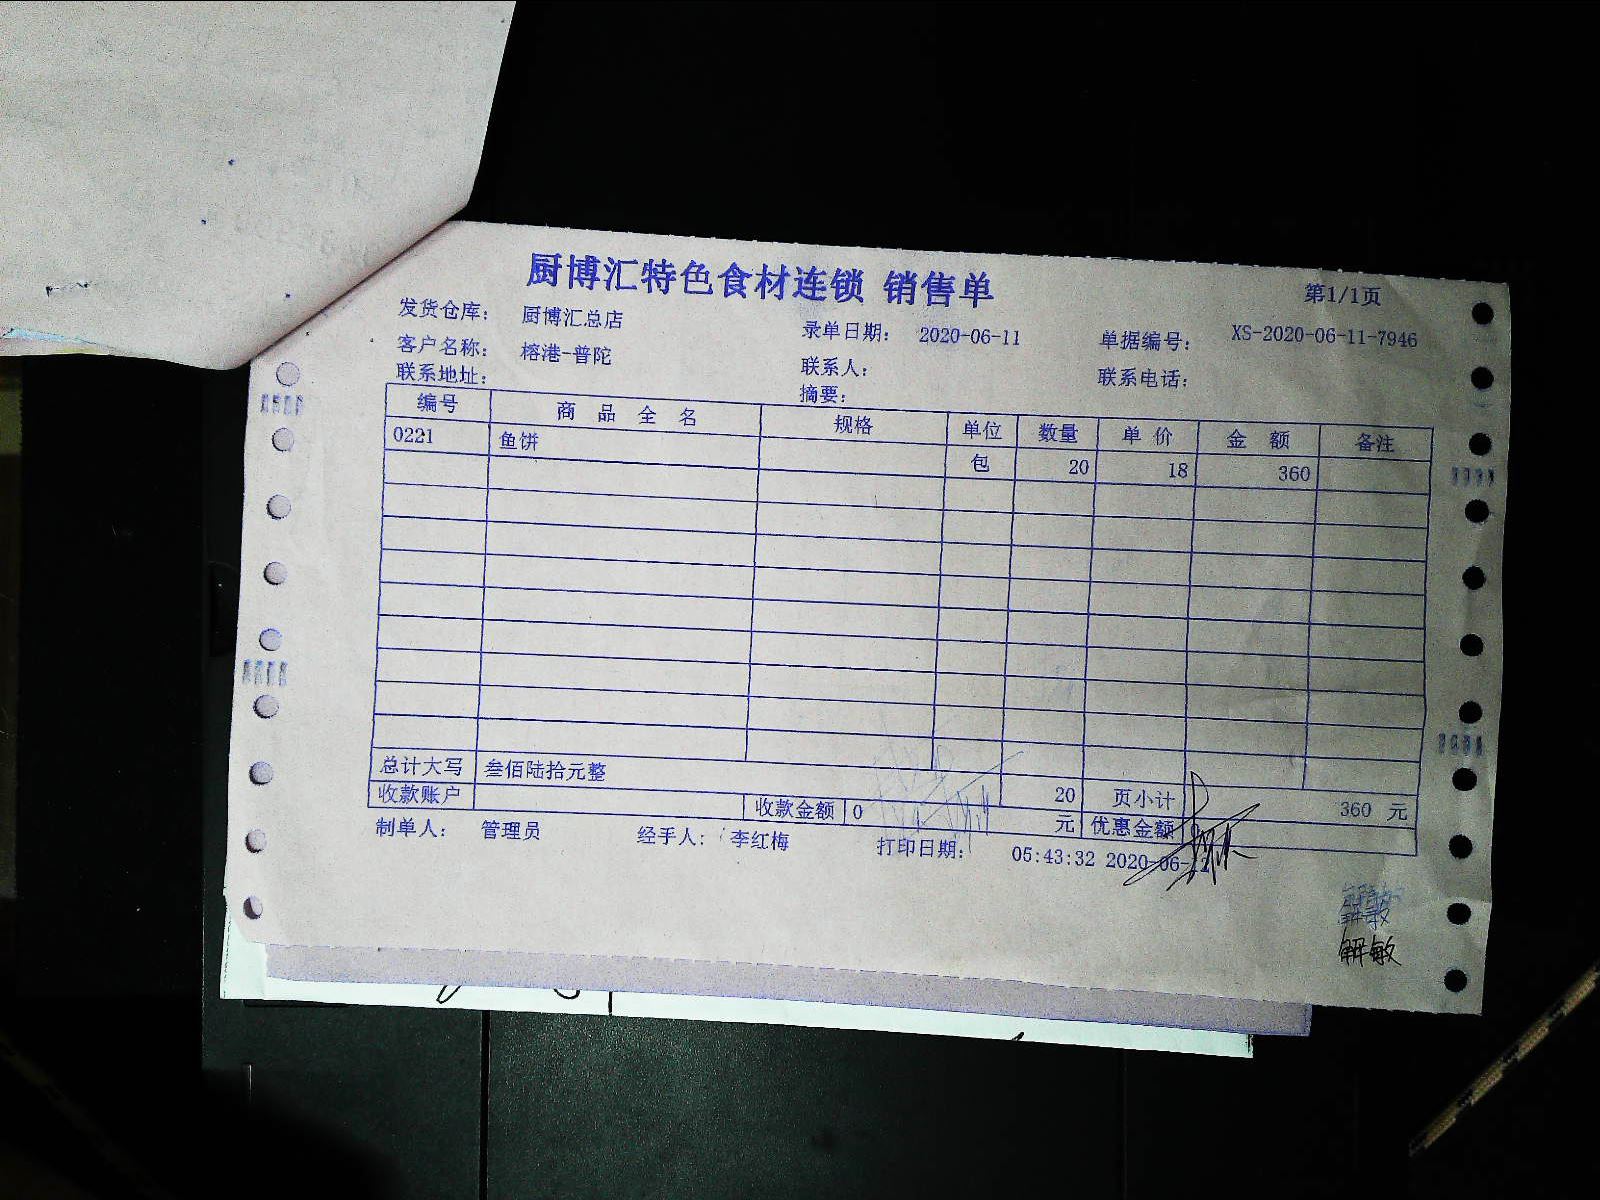 厨博汇特色食材连锁 销售单
第1/1页
发货仓库： 厨博汇总店 录单日期： 2020-06-11 单据编号： XS-2020-06-11-7946
客户名称： 榕港-普陀 联系人： 联系电话：
联系地址： 摘要：
编号 商品全名 规格 单位 数量 单价 金额 备注
0221 鱼饼 包 20 18 360
总计大写 叁佰陆拾元整 20 页小计 360 元
收款账户 收款金额 0 元 优惠金额
制单人： 管理员 经手人： 李红梅 打印日期： 05:43:32 2020-06-
解敏
解敏